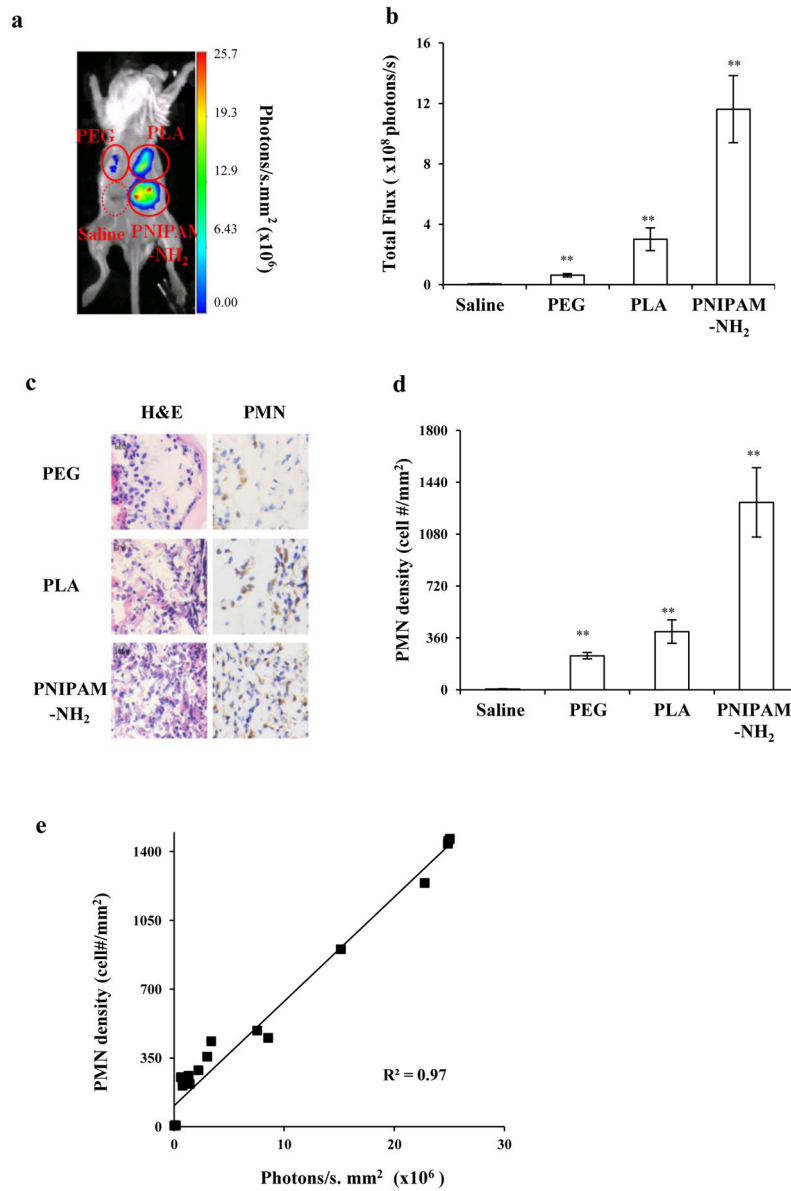 a
25.7
19.3
12.9
6.43
0.00
Photons/s.mm² (x10⁶)
PEG
PLA
Saline
PNIPAM
-NH₂
b
Total Flux ( x10⁸ photons/s)
16
12
8
4
0
**
**
**
Saline
PEG
PLA
PNIPAM
-NH₂
c
H&E
PMN
PEG
PLA
PNIPAM
-NH₂
d
PMN density (cell #/mm²)
1800
1440
1080
720
360
0
**
**
**
Saline
PEG
PLA
PNIPAM
-NH₂
e
PMN density (cell#/mm²)
1400
1050
700
350
0
R² = 0.97
0
10
20
30
Photons/s. mm² (x10⁶)